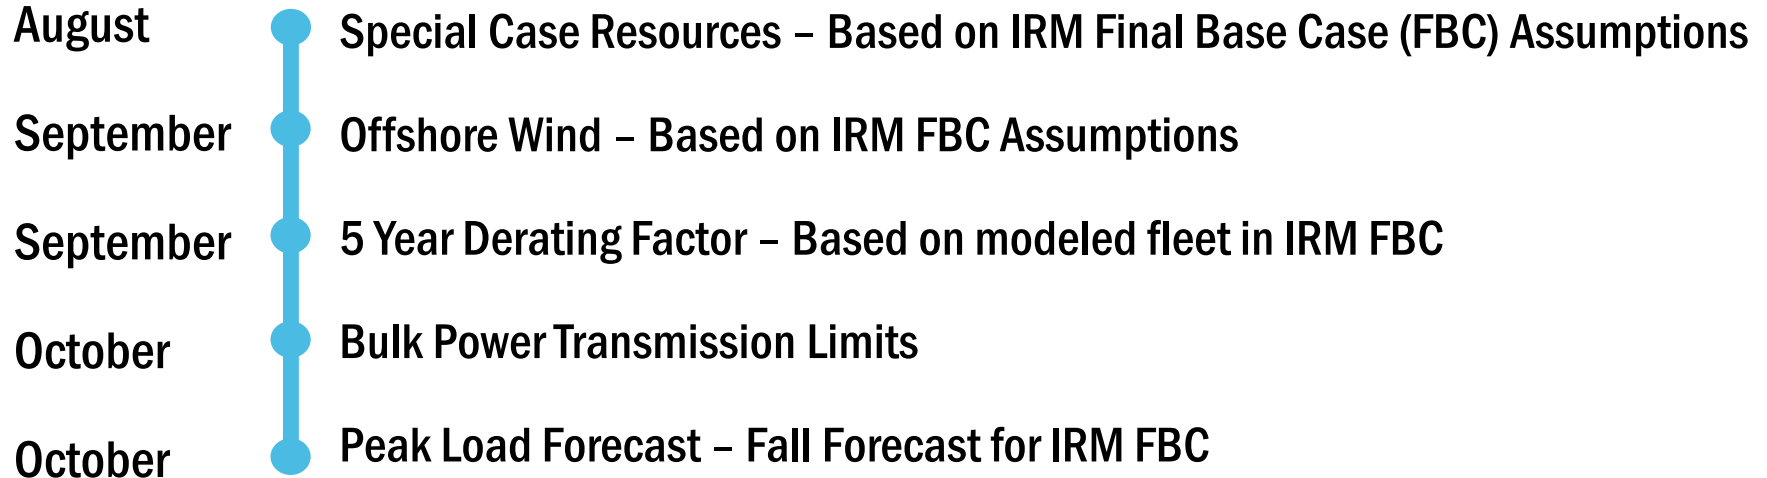 August
Special Case Resources – Based on IRM Final Base Case (FBC) Assumptions
September
Offshore Wind – Based on IRM FBC Assumptions
September
5 Year Derating Factor – Based on modeled fleet in IRM FBC
October
Bulk Power Transmission Limits
October
Peak Load Forecast – Fall Forecast for IRM FBC